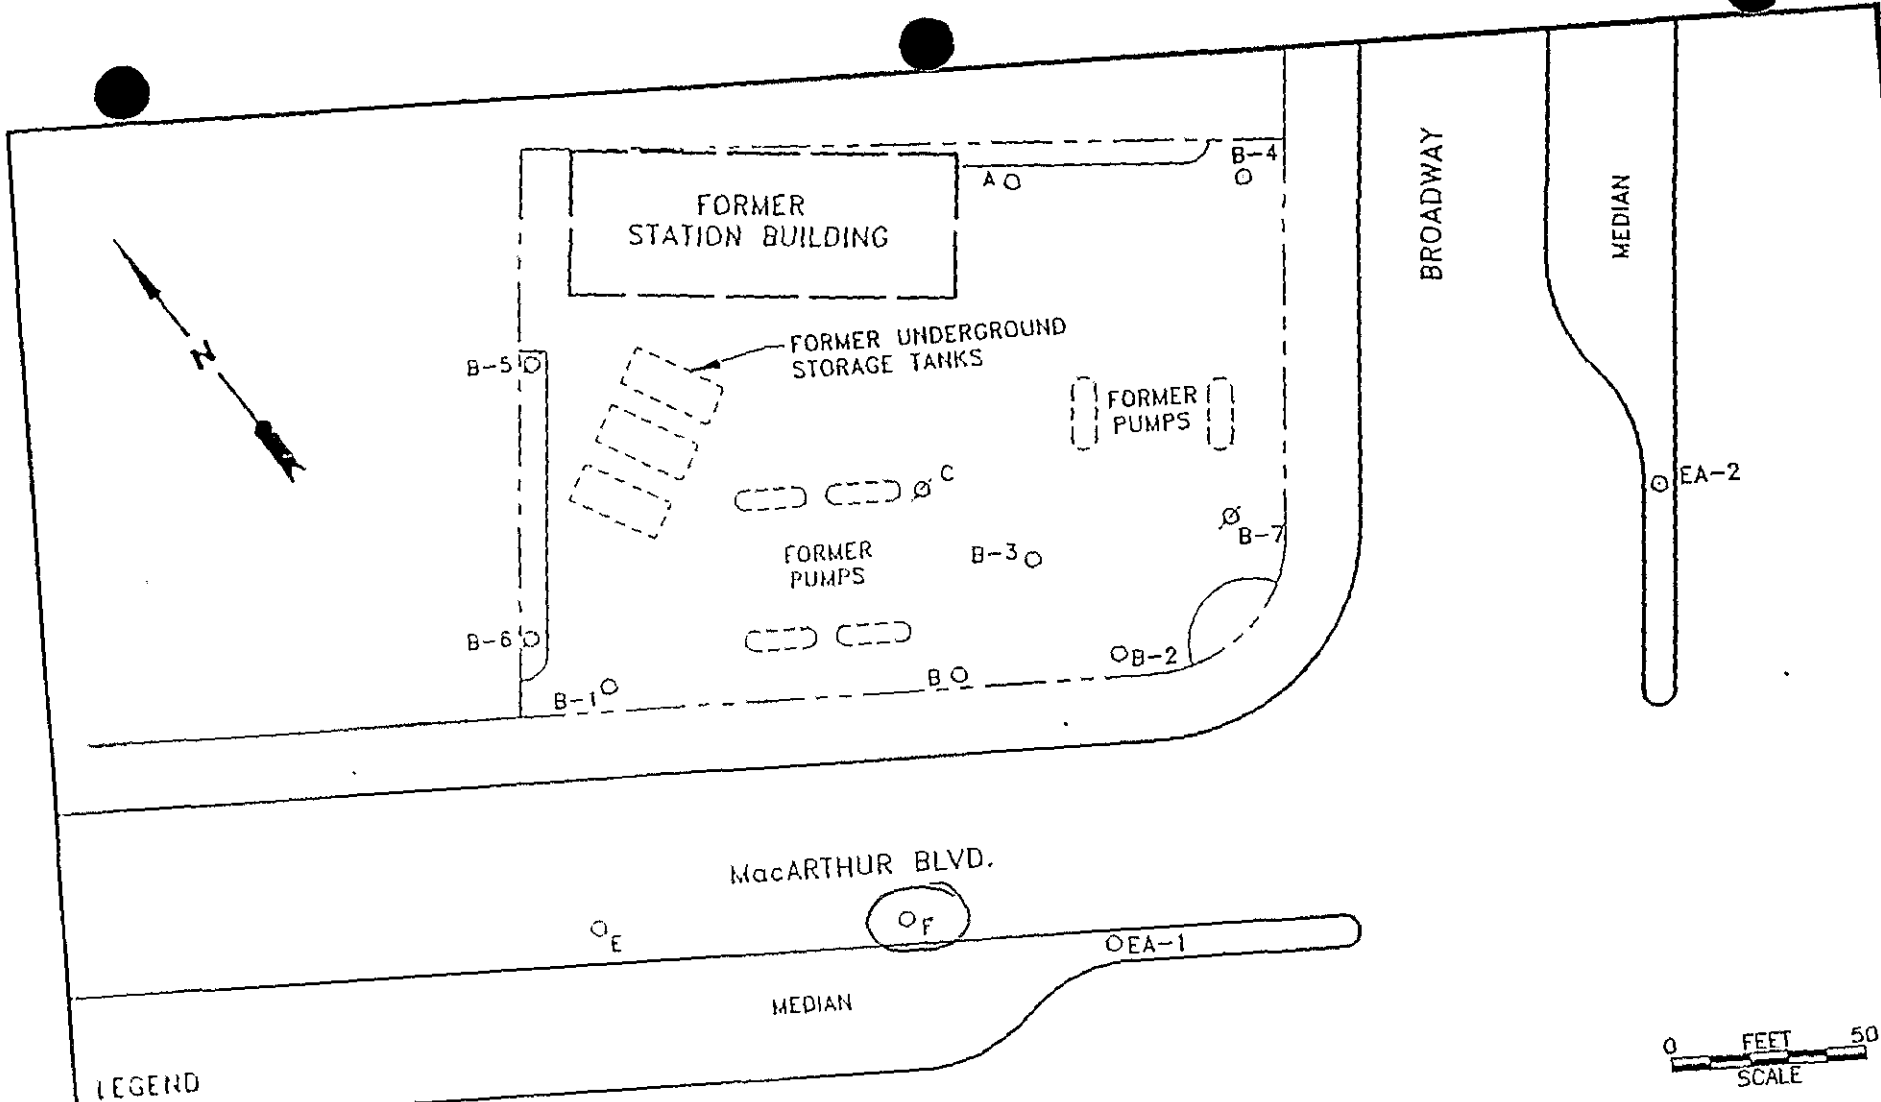 B-4
A
FORMER
STATION BUILDING
BROADWAY
MEDIAN
N
FORMER UNDERGROUND
STORAGE TANKS
B-5
FORMER
PUMPS
C
EA-2
B-7
B-3
FORMER
PUMPS
B-6
B-2
B
B-1
MacARTHUR BLVD.
F
E
EA-1
MEDIAN
0 FEET 50
SCALE
LEGEND